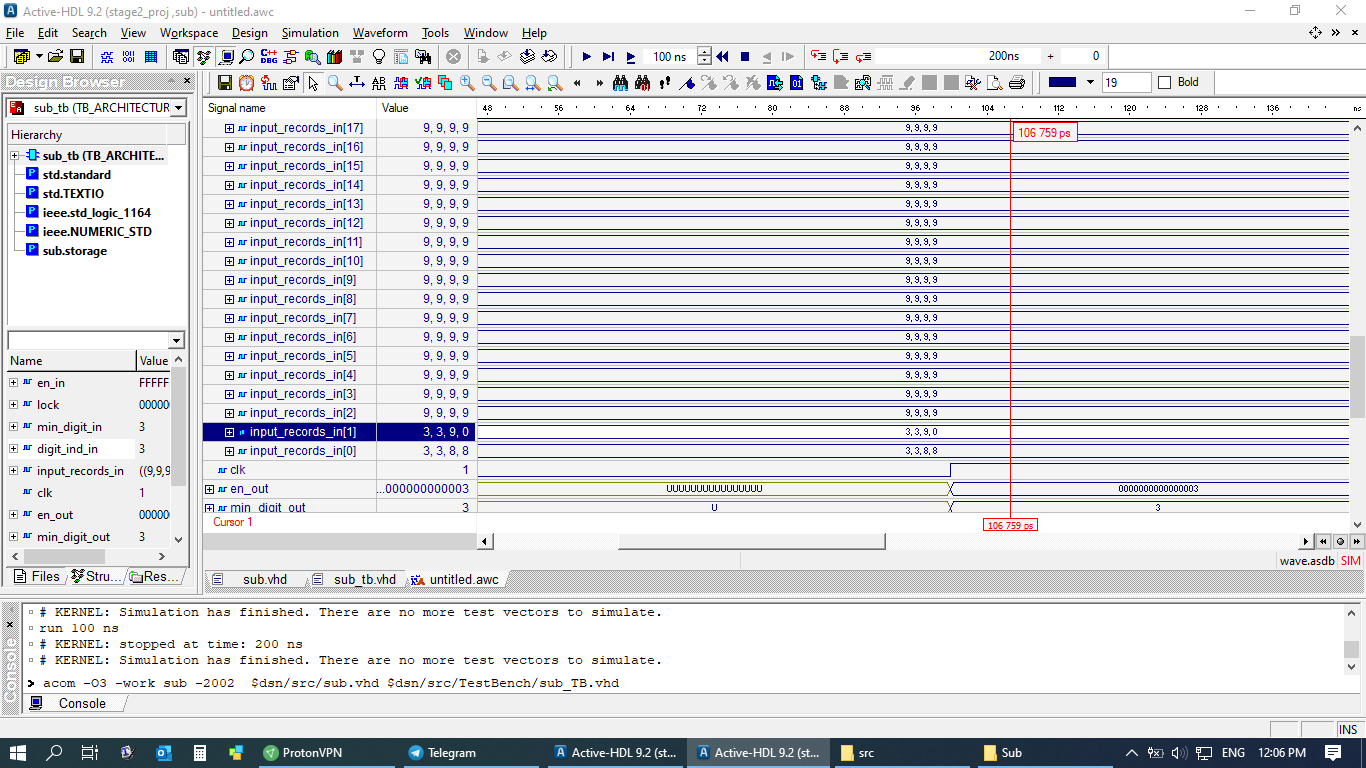 Active-HDL 9.2 (stage2_proj ,sub) - untitled.awc
File Edit Search View Workspace Design Simulation Waveform Tools Window Help
100 ns 200ns + 0
Design Browser
19 Bold
sub_tb (TB_ARCHITECTUR
Signal name Value 48 56 64 72 80 88 96 104 112 120 128 136 ns
Hierarchy
sub_tb (TB_ARCHITE...
std.standard
std.TEXTIO
ieee.std_logic_1164
ieee.NUMERIC_STD
sub.storage
106 759 ps
input_records_in[17] 9, 9, 9, 9 9, 9, 9, 9
input_records_in[16] 9, 9, 9, 9 9, 9, 9, 9
input_records_in[15] 9, 9, 9, 9 9, 9, 9, 9
input_records_in[14] 9, 9, 9, 9 9, 9, 9, 9
input_records_in[13] 9, 9, 9, 9 9, 9, 9, 9
input_records_in[12] 9, 9, 9, 9 9, 9, 9, 9
input_records_in[11] 9, 9, 9, 9 9, 9, 9, 9
input_records_in[10] 9, 9, 9, 9 9, 9, 9, 9
input_records_in[9] 9, 9, 9, 9 9, 9, 9, 9
input_records_in[8] 9, 9, 9, 9 9, 9, 9, 9
input_records_in[7] 9, 9, 9, 9 9, 9, 9, 9
input_records_in[6] 9, 9, 9, 9 9, 9, 9, 9
input_records_in[5] 9, 9, 9, 9 9, 9, 9, 9
input_records_in[4] 9, 9, 9, 9 9, 9, 9, 9
input_records_in[3] 9, 9, 9, 9 9, 9, 9, 9
input_records_in[2] 9, 9, 9, 9 9, 9, 9, 9
input_records_in[1] 3, 3, 9, 0 3, 3, 9, 0
input_records_in[0] 3, 3, 8, 8 3, 3, 8, 8
clk 1
en_out ...000000000003 UUUUUUUUUUUUUUUU 0000000000000003
min_digit_out 3 U 3
Cursor 1 106 759 ps
Name Value
en_in FFFFF
lock 00000
min_digit_in 3
digit_ind_in 3
input_records_in ((9,9,9
clk 1
en_out 00000
min_digit_out 3
Files Stru... Res...
wave.asdb SIM
sub.vhd sub_tb.vhd untitled.awc
# KERNEL: Simulation has finished. There are no more test vectors to simulate.
run 100 ns
# KERNEL: stopped at time: 200 ns
# KERNEL: Simulation has finished. There are no more test vectors to simulate.
> acom -O3 -work sub -2002 $dsn/src/sub.vhd $dsn/src/TestBench/sub_TB.vhd
Console
Console
INS
ProtonVPN Telegram Active-HDL 9.2 (st... Active-HDL 9.2 (st... src Sub ENG 12:06 PM